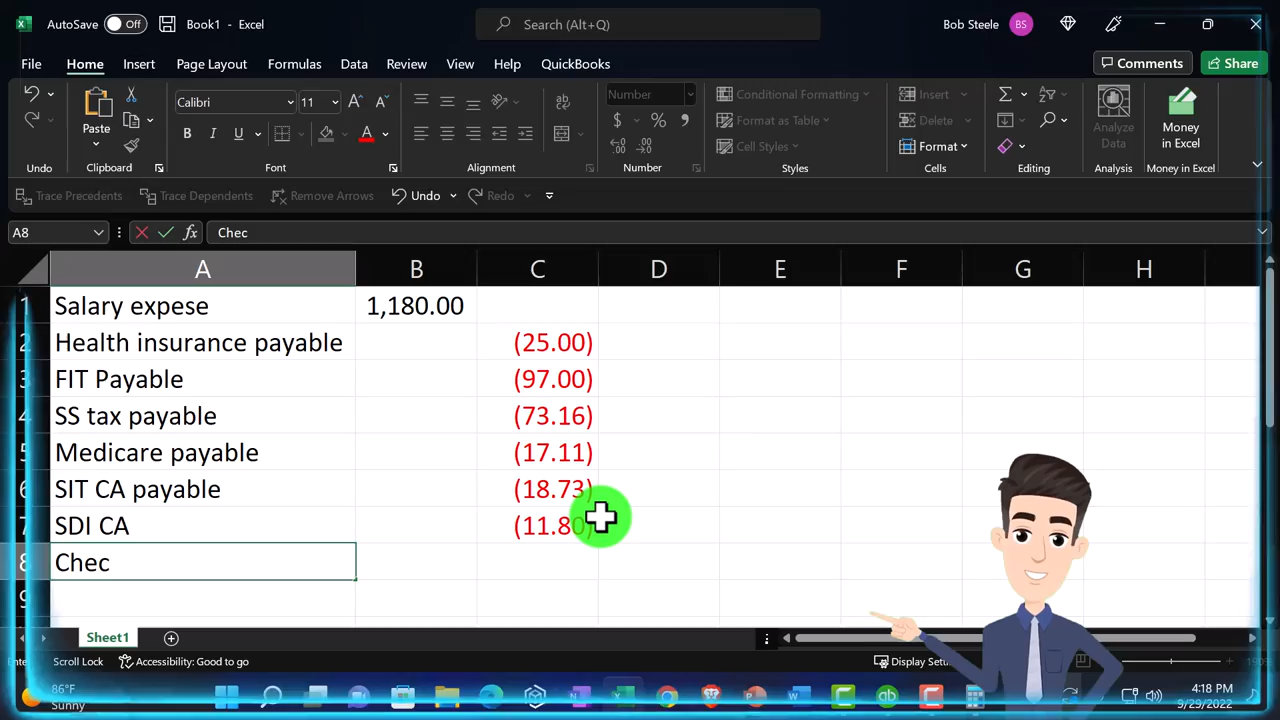 AutoSave Off Book1 - Excel Search (Alt+Q) Bob Steele BS
File Home Insert Page Layout Formulas Data Review View Help QuickBooks Comments Share
Calibri 11 Number Conditional Formatting Insert
Paste B I U $ % Format as Table Delete Analyze Data Money in Excel
Cell Styles Format
Undo Clipboard Font Alignment Number Styles Cells Editing Analysis Money in Excel
Trace Precedents Trace Dependents Remove Arrows Undo Redo
A8 fx Chec
A B C D E F G H
1 Salary expese 1,180.00
2 Health insurance payable (25.00)
3 FIT Payable (97.00)
4 SS tax payable (73.16)
5 Medicare payable (17.11)
6 SIT CA payable (18.73)
7 SDI CA (11.80)
8 Chec
9
Sheet1
Scroll Lock Accessibility: Good to go Display
86°F 4:18 PM
Sunny 9/29/2022